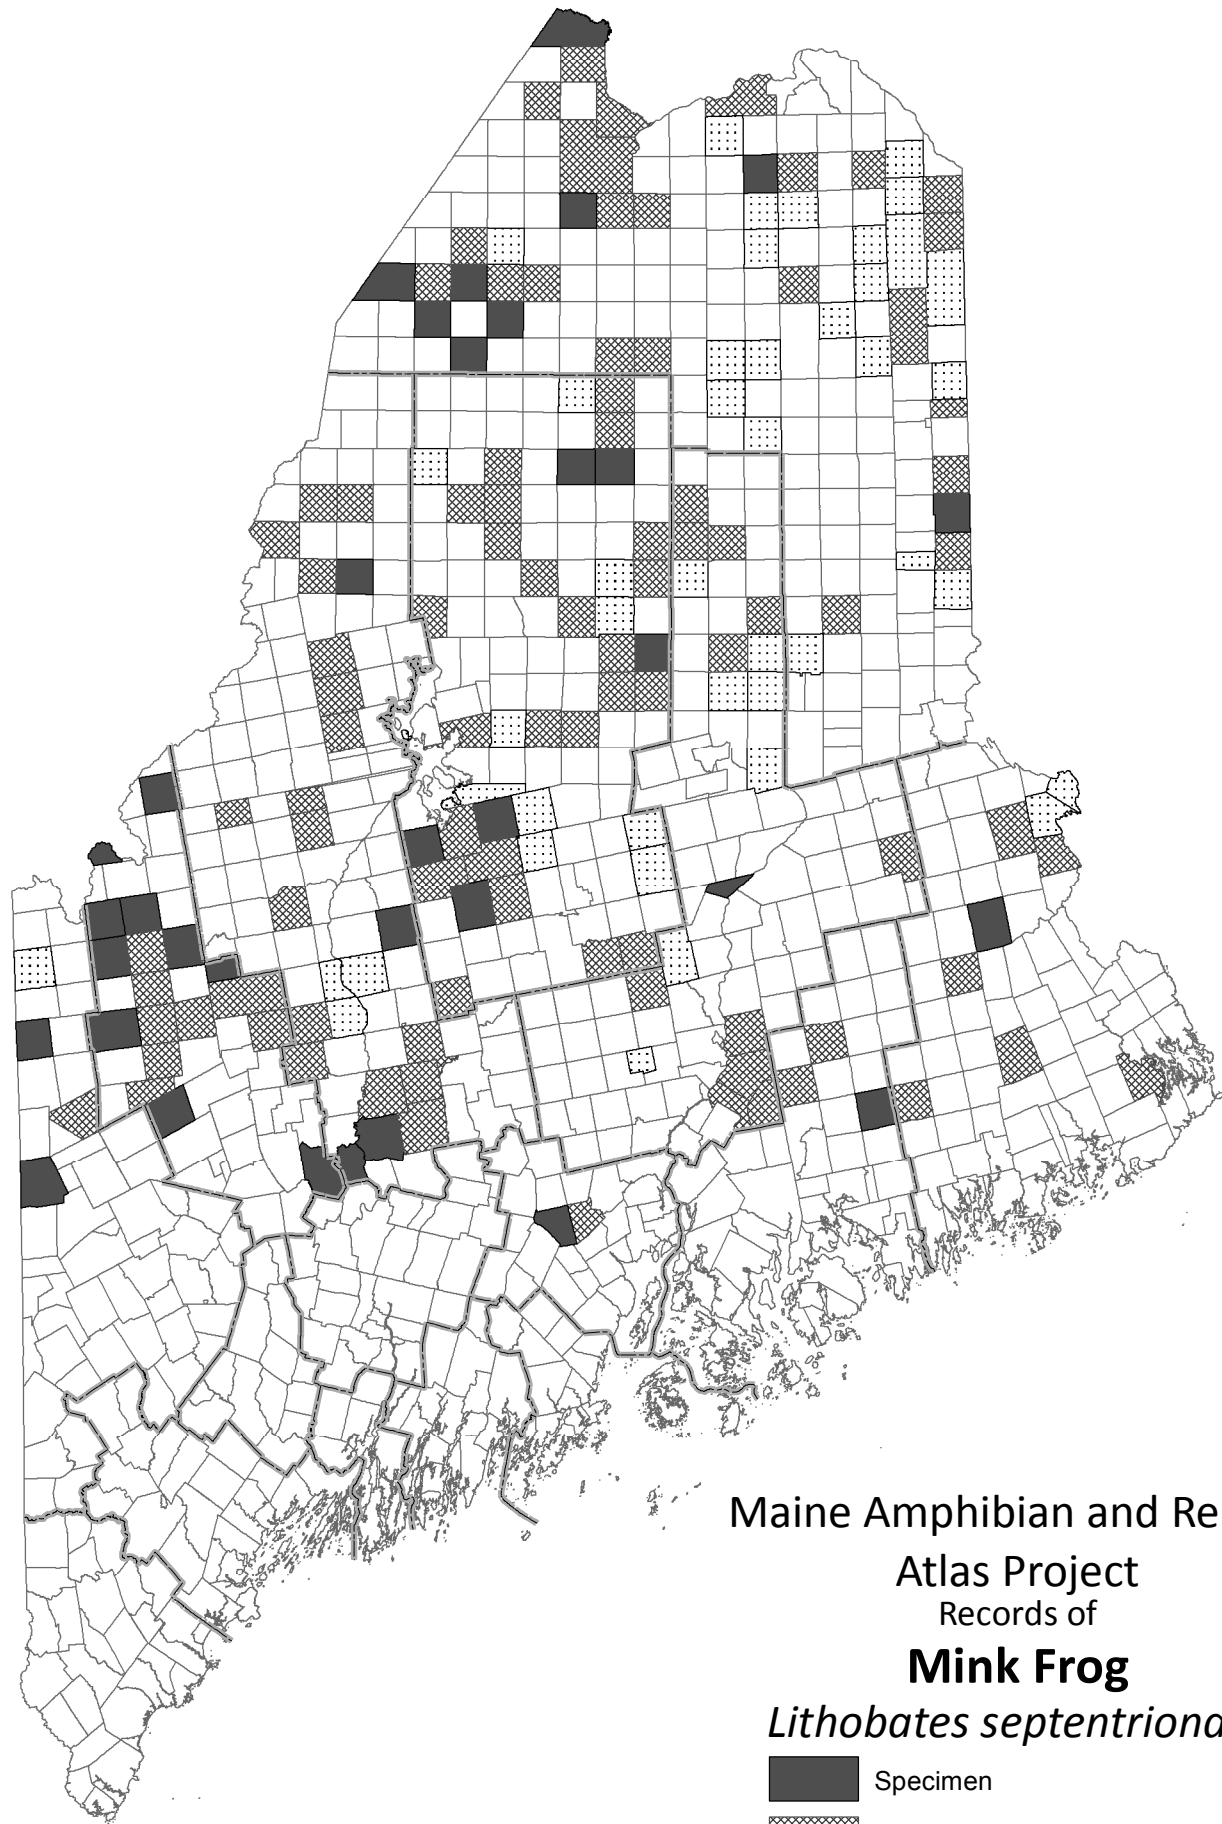 Maine Amphibian and Re
Atlas Project
Records of
Mink Frog
Lithobates septentriona
Specimen